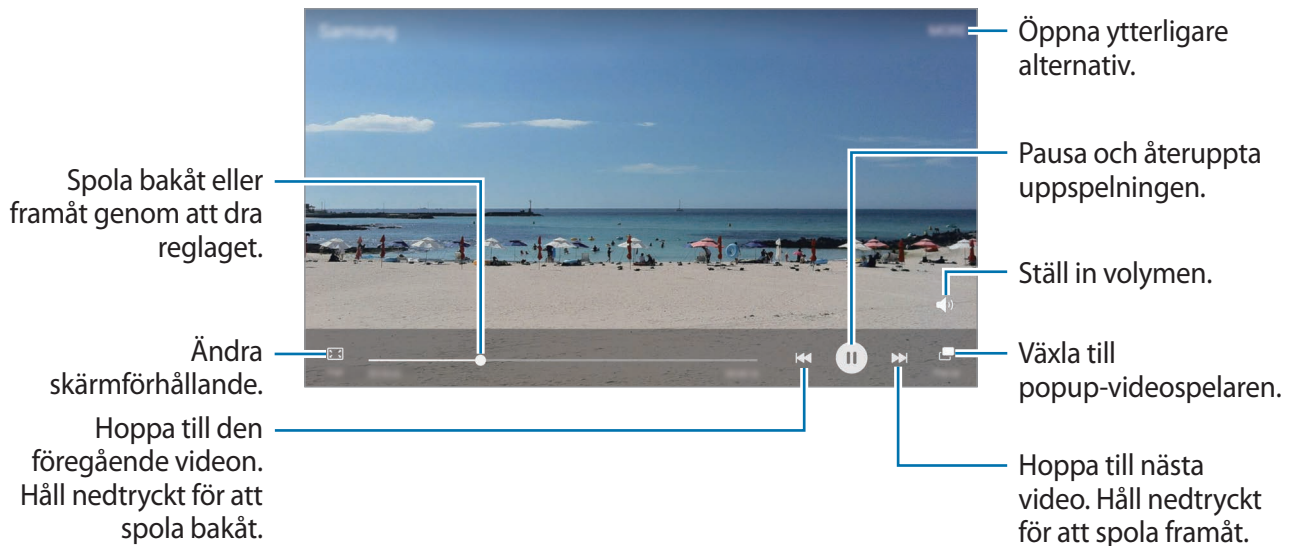 Öppna ytterligare
alternativ.
Pausa och återuppta
uppspelningen.
Spola bakåt eller
framåt genom att dra
reglaget.
Ställ in volymen.
Ändra
skärmförhållande.
Växla till
popup-videospelaren.
Hoppa till den
föregående videon.
Håll nedtryckt för att
spola bakåt.
Hoppa till nästa
video. Håll nedtryckt
för att spola framåt.